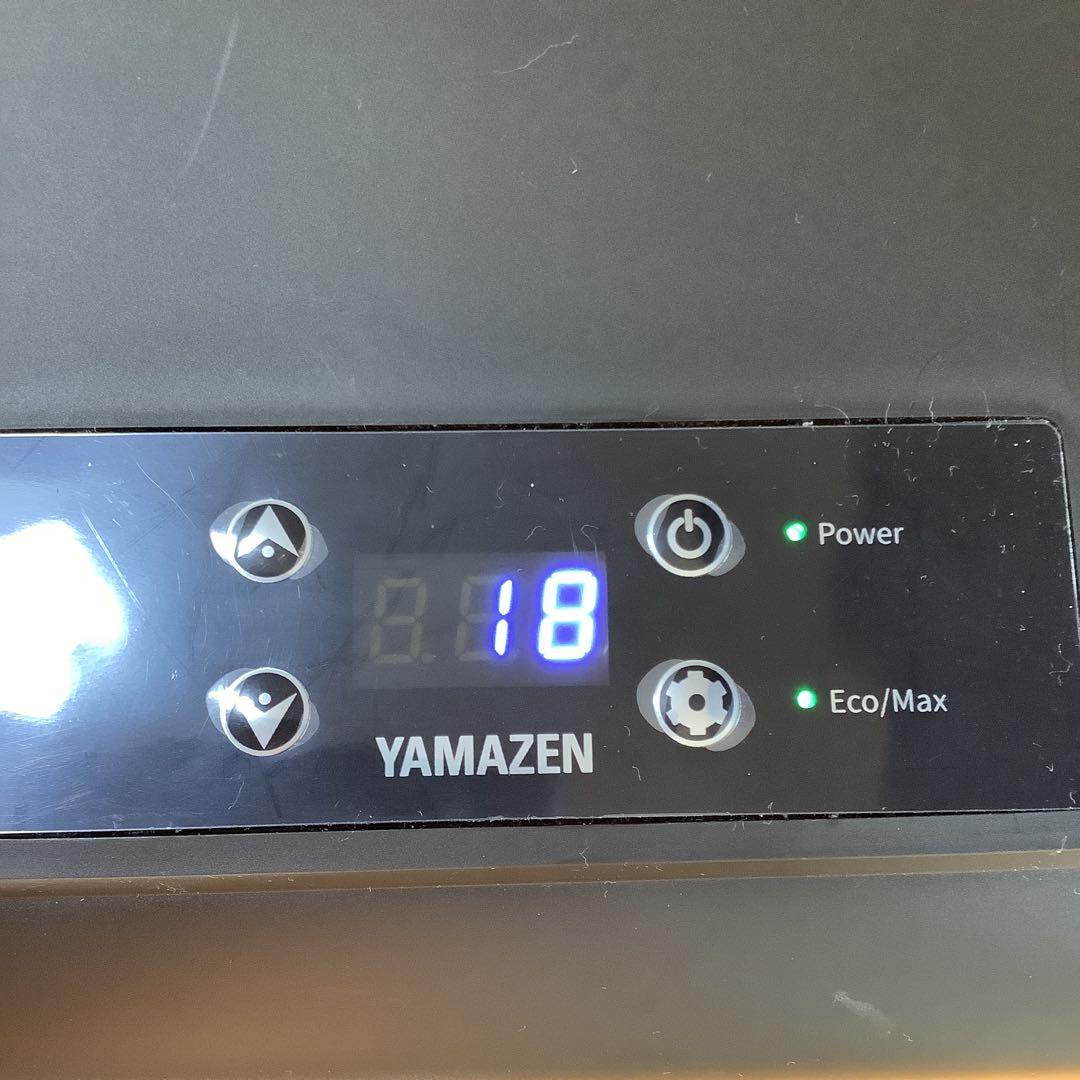 Power
18
Eco/Max
YAMAZEN